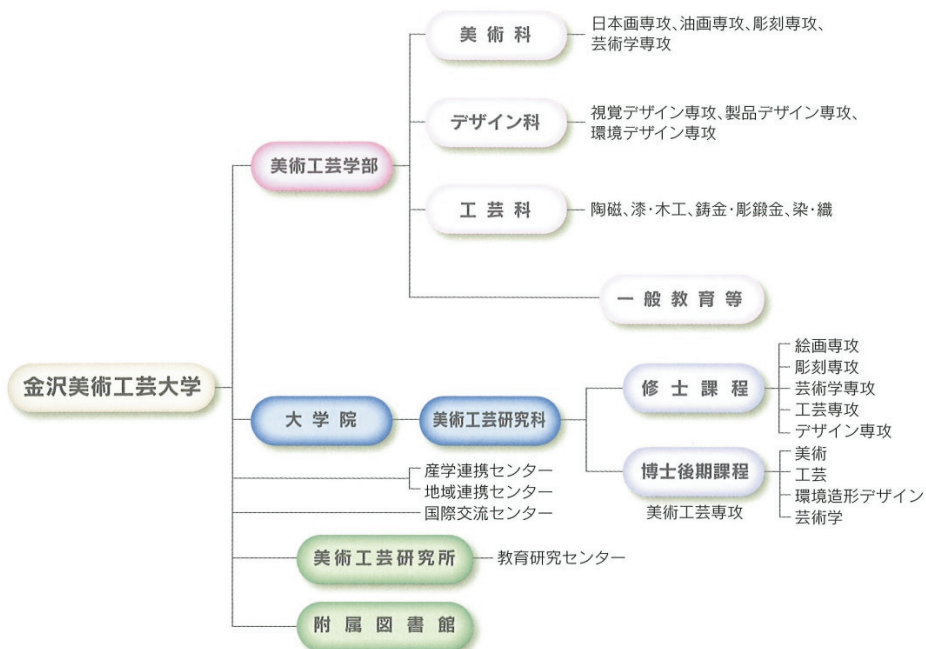 金沢美術工芸大学
美術工芸学部
美術科
日本画専攻、油画専攻、彫刻専攻、
芸術学専攻
デザイン科
視覚デザイン専攻、製品デザイン専攻、
環境デザイン専攻
工芸科
陶磁、漆・木工、鋳金・彫鍛金、染・織
一般教育等
大学院
美術工芸研究科
修士課程
絵画専攻
彫刻専攻
芸術学専攻
工芸専攻
デザイン専攻
博士後期課程
美術工芸専攻
美術
工芸
環境造形デザイン
芸術学
産学連携センター
地域連携センター
国際交流センター
美術工芸研究所
教育研究センター
附属図書館